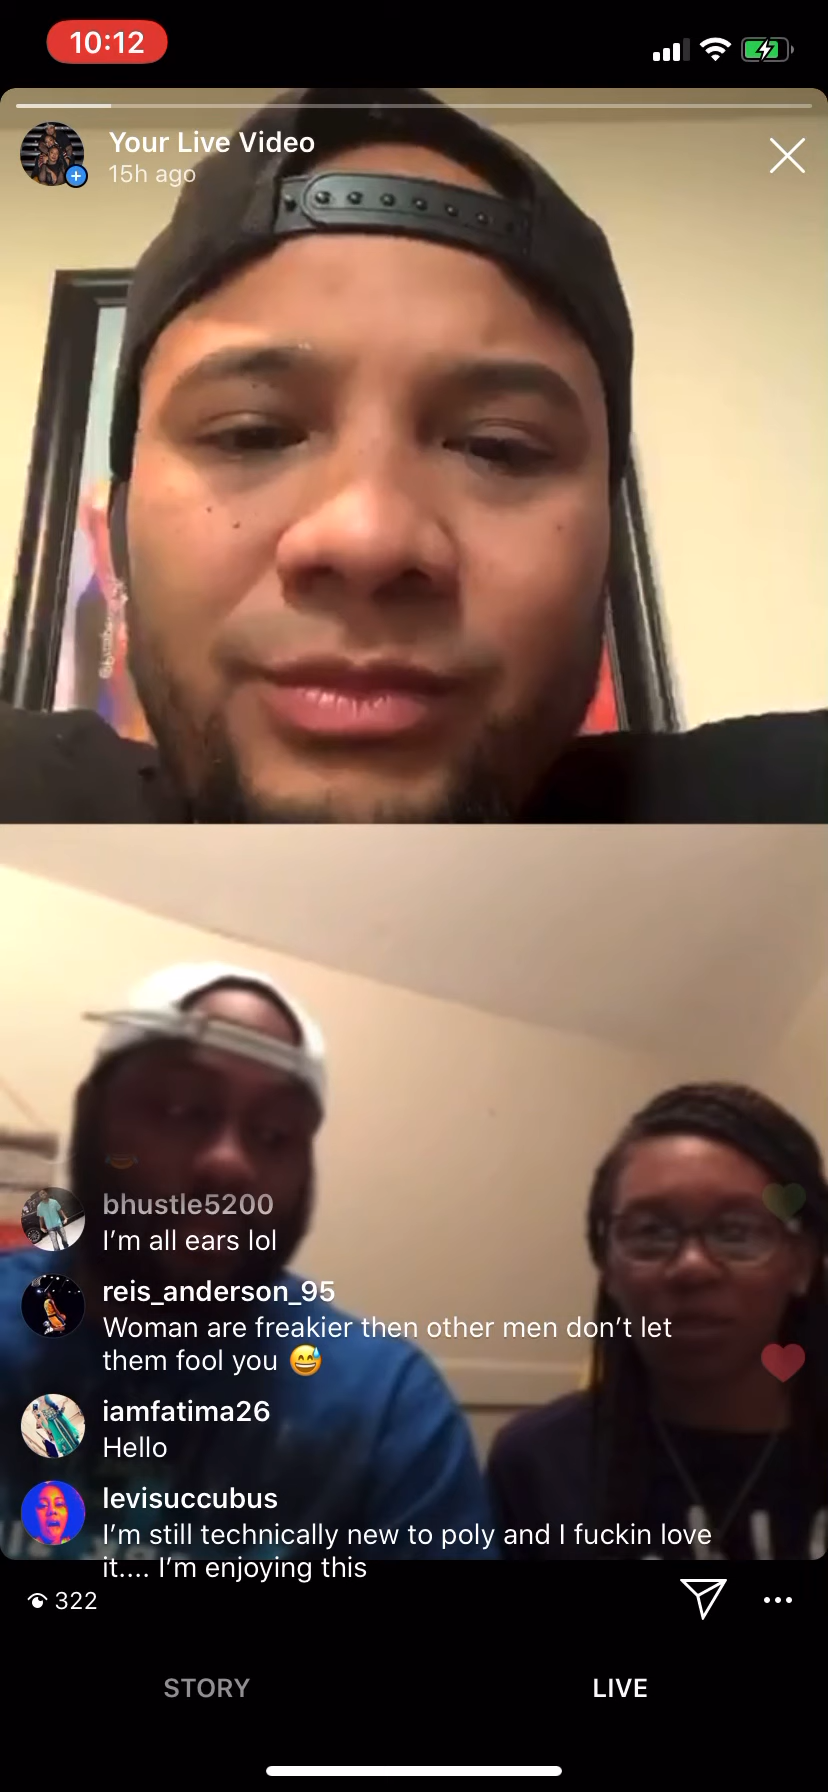 10:12
Your Live Video
15h ago
bhustle5200
I'm all ears lol
reis_anderson_95
Woman are freakier then other men don't let
them fool you 😅
iamfatima26
Hello
levisuccubus
I'm still technically new to poly and I fuckin love
it.... I'm enjoying this
322
STORY
LIVE